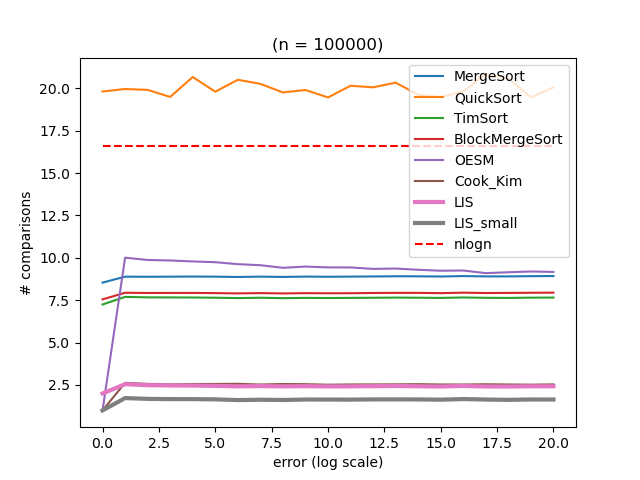 (n = 100000)
# comparisons
20.0
17.5
15.0
12.5
10.0
7.5
5.0
2.5
MergeSort
QuickSort
TimSort
BlockMergeSort
OESM
Cook_Kim
LIS
LIS_small
nlogn
0.0 2.5 5.0 7.5 10.0 12.5 15.0 17.5 20.0
error (log scale)